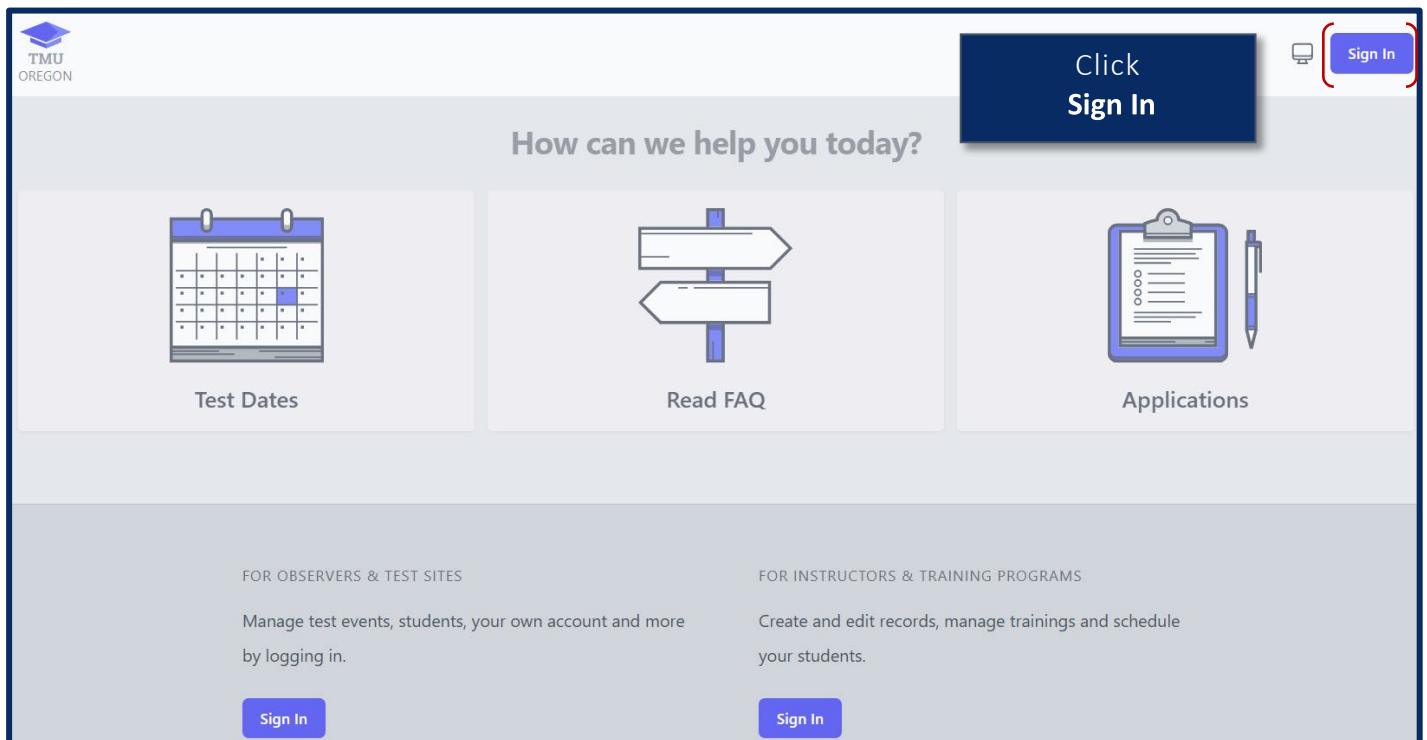 TMU
OREGON
Click
Sign In
Sign In
How can we help you today?
Test Dates
Read FAQ
Applications
FOR OBSERVERS & TEST SITES
Manage test events, students, your own account and more
by logging in.
Sign In
FOR INSTRUCTORS & TRAINING PROGRAMS
Create and edit records, manage trainings and schedule
your students.
Sign In